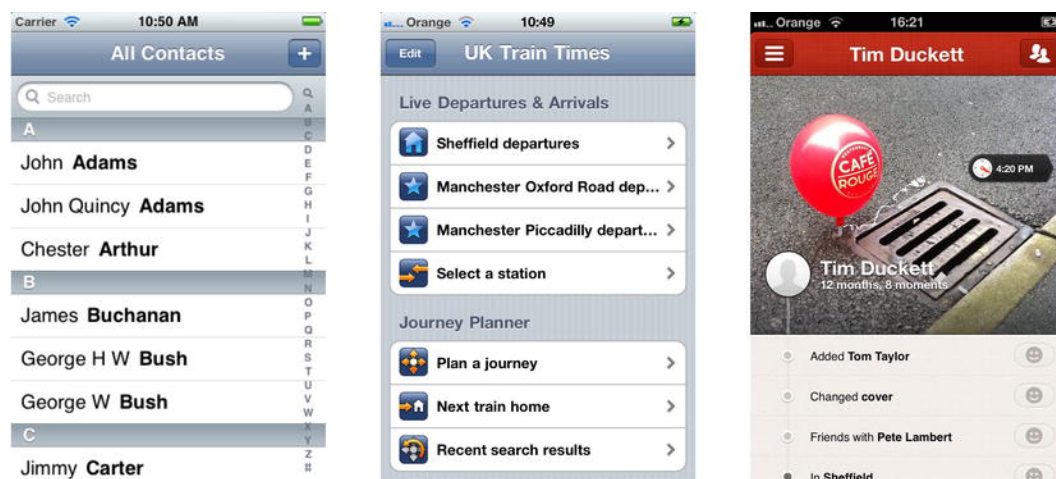 Carrier 10:50 AM
All Contacts +
Search
A
John Adams
John Quincy Adams
Chester Arthur
B
James Buchanan
George H W Bush
George W Bush
C
Jimmy Carter
A
B
C
D
E
F
G
H
I
J
K
L
M
N
O
P
Q
R
S
T
U
V
W
X
Y
Z
#
Orange 10:49
Edit UK Train Times
Live Departures & Arrivals
Sheffield departures
Manchester Oxford Road dep...
Manchester Piccadilly depart...
Select a station
Journey Planner
Plan a journey
Next train home
Recent search results
Orange 16:21
Tim Duckett
CAFÉ
ROUGE
4:20 PM
Tim Duckett
12 months, 8 moments
Added Tom Taylor
Changed cover
Friends with Pete Lambert
In Sheffield